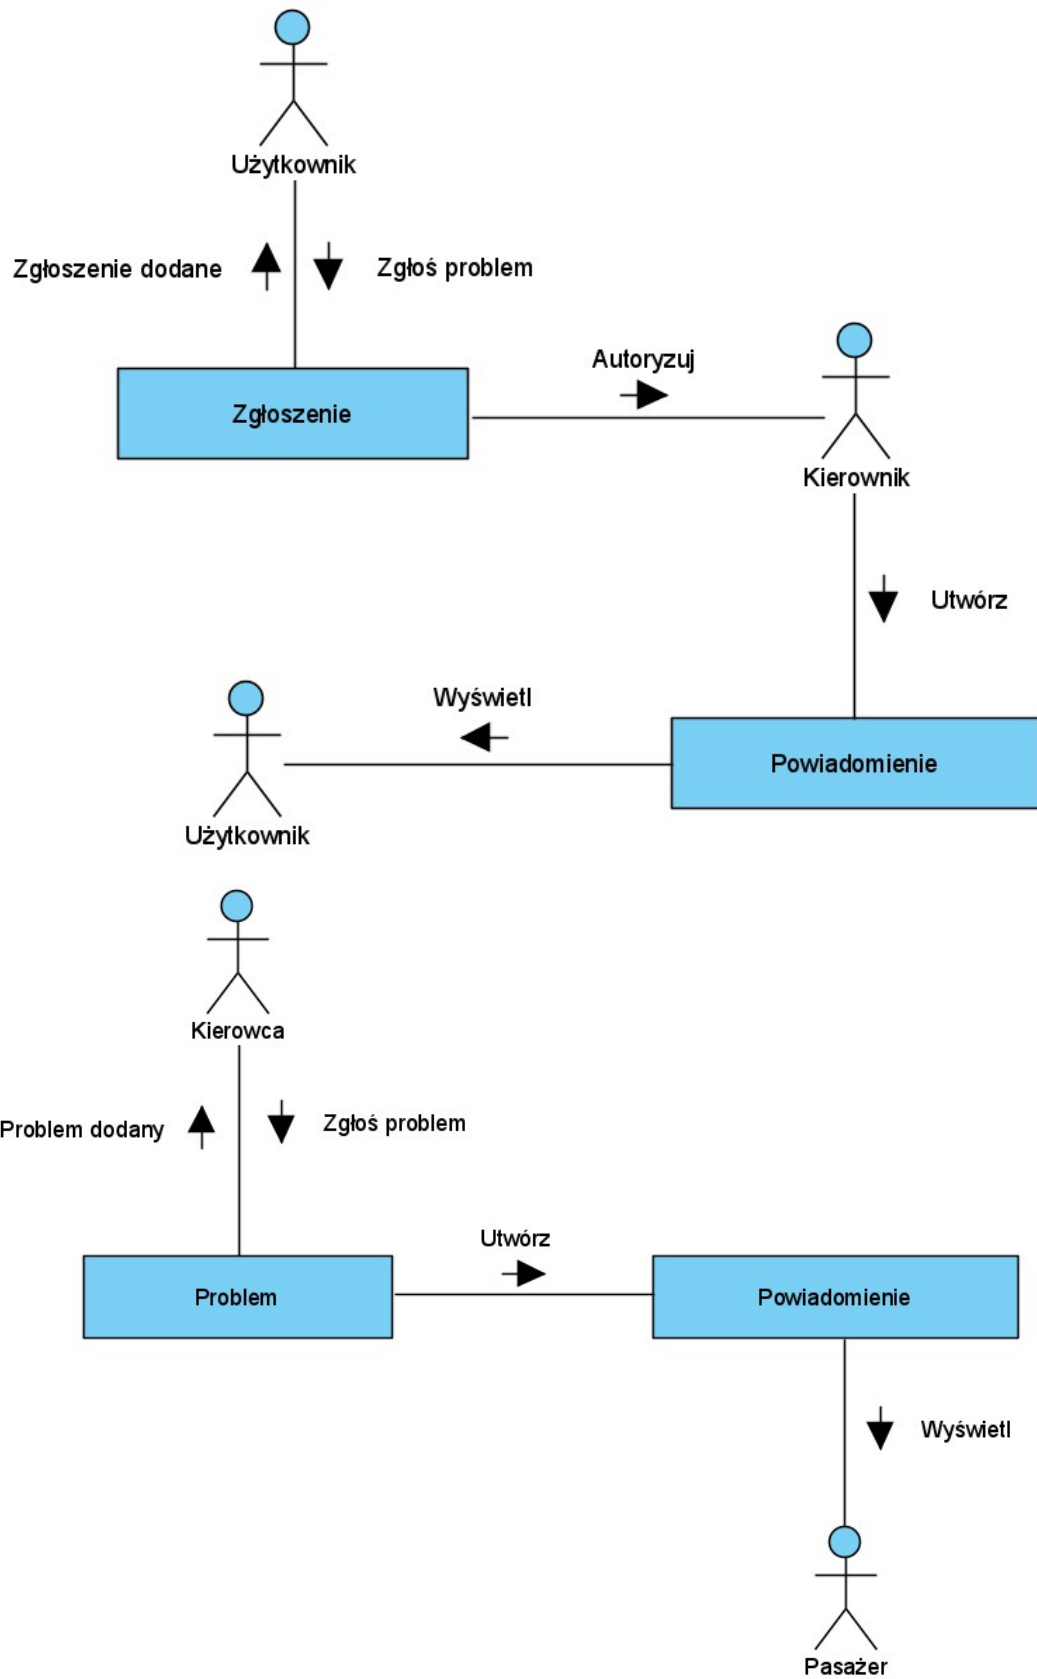 Użytkownik
Zgłoszenie dodane
Zgłoś problem
Autoryzuj
Zgłoszenie
Kierownik
Utwórz
Wyświetl
Powiadomienie
Użytkownik
Kierowca
Problem dodany
Zgłoś problem
Utwórz
Problem
Powiadomienie
Wyświetl
Pasażer